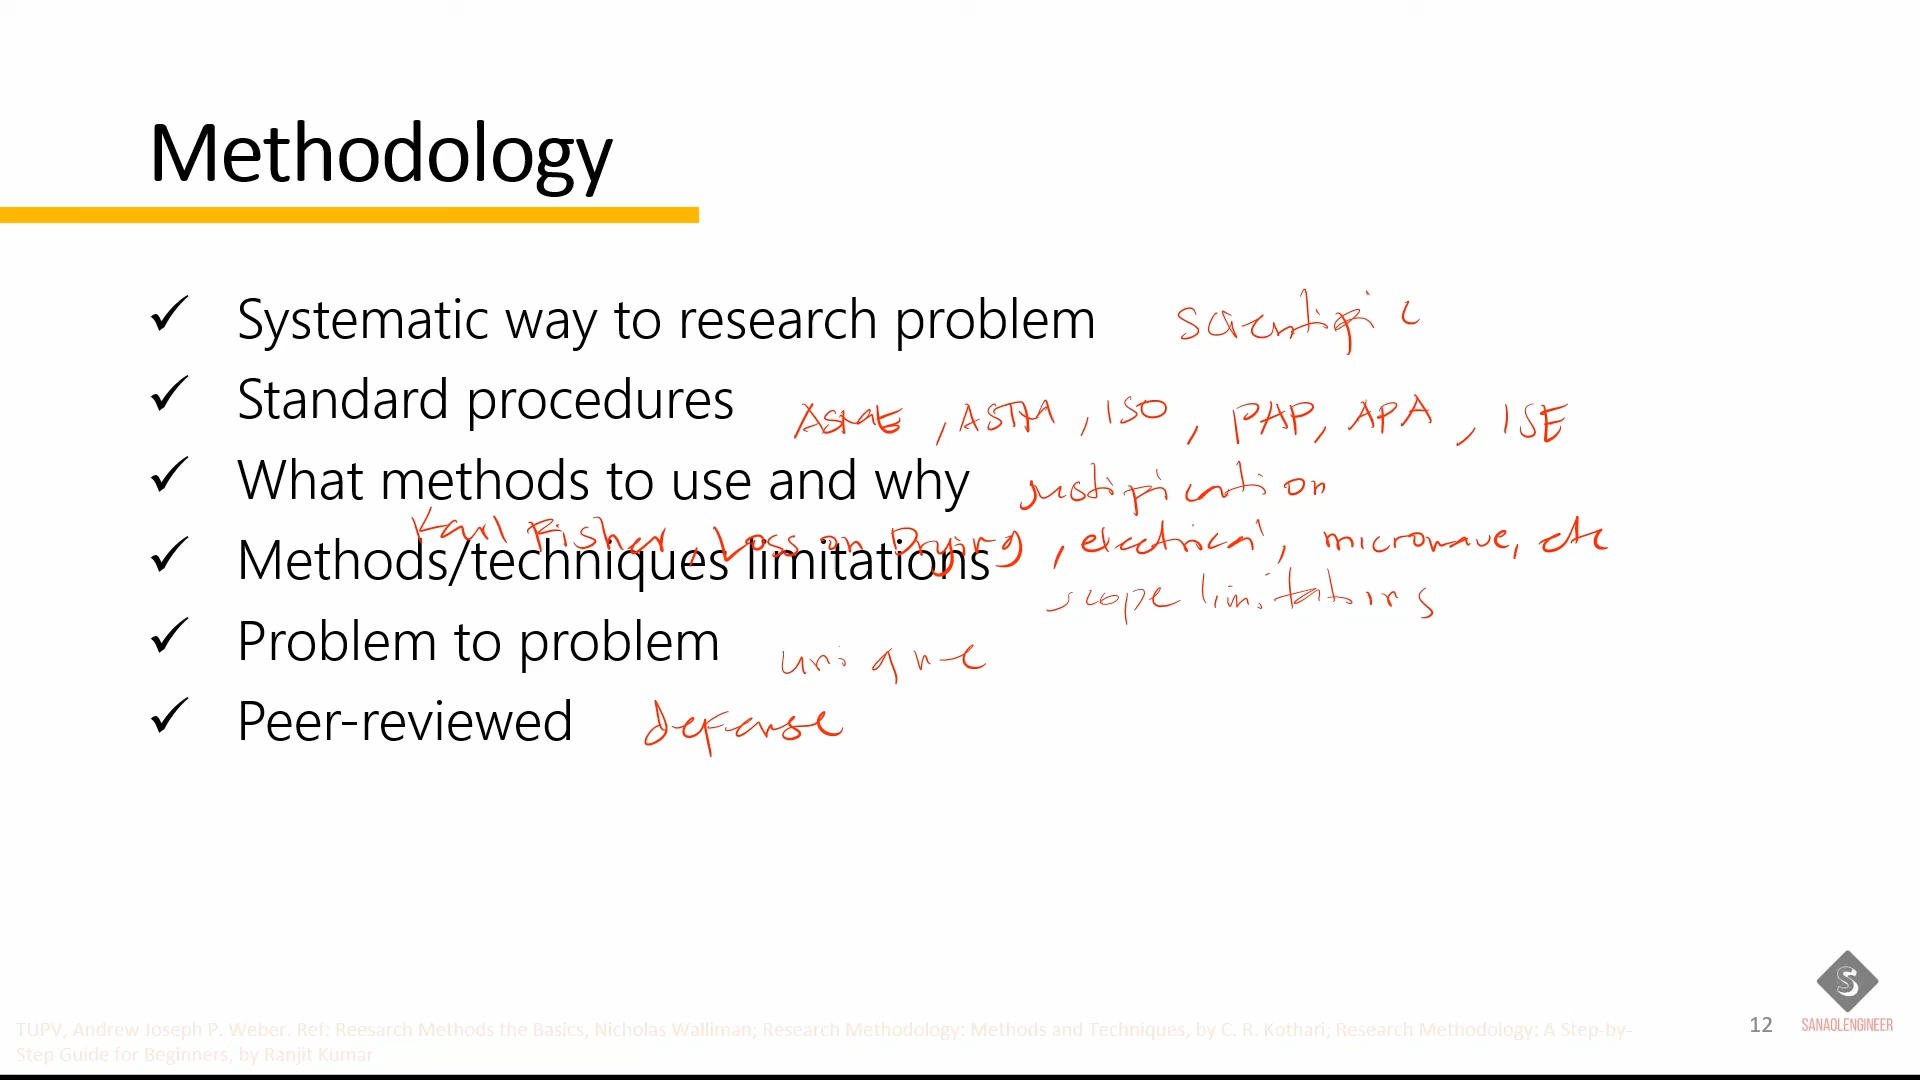 Methodology
✓ Systematic way to research problem scientific
✓ Standard procedures ASME, ASTM, ISO, PAP, APA, ISE
✓ What methods to use and why justification
Karl Fisher, Loss on Drying, electrical, microwave, etc
✓ Methods/techniques limitations scope limitations
✓ Problem to problem unique
✓ Peer-reviewed defense
S
TUPV, Andrew Joseph P. Weber. Ref: Reesarch Methods the Basics, Nicholas Walliman; Research Methodology: Methods and Techniques, by C. R. Kothari; Research Methodology: A Step-by-
Step Guide for Beginners, by Ranjit Kumar
12
SANAOLENGINEER